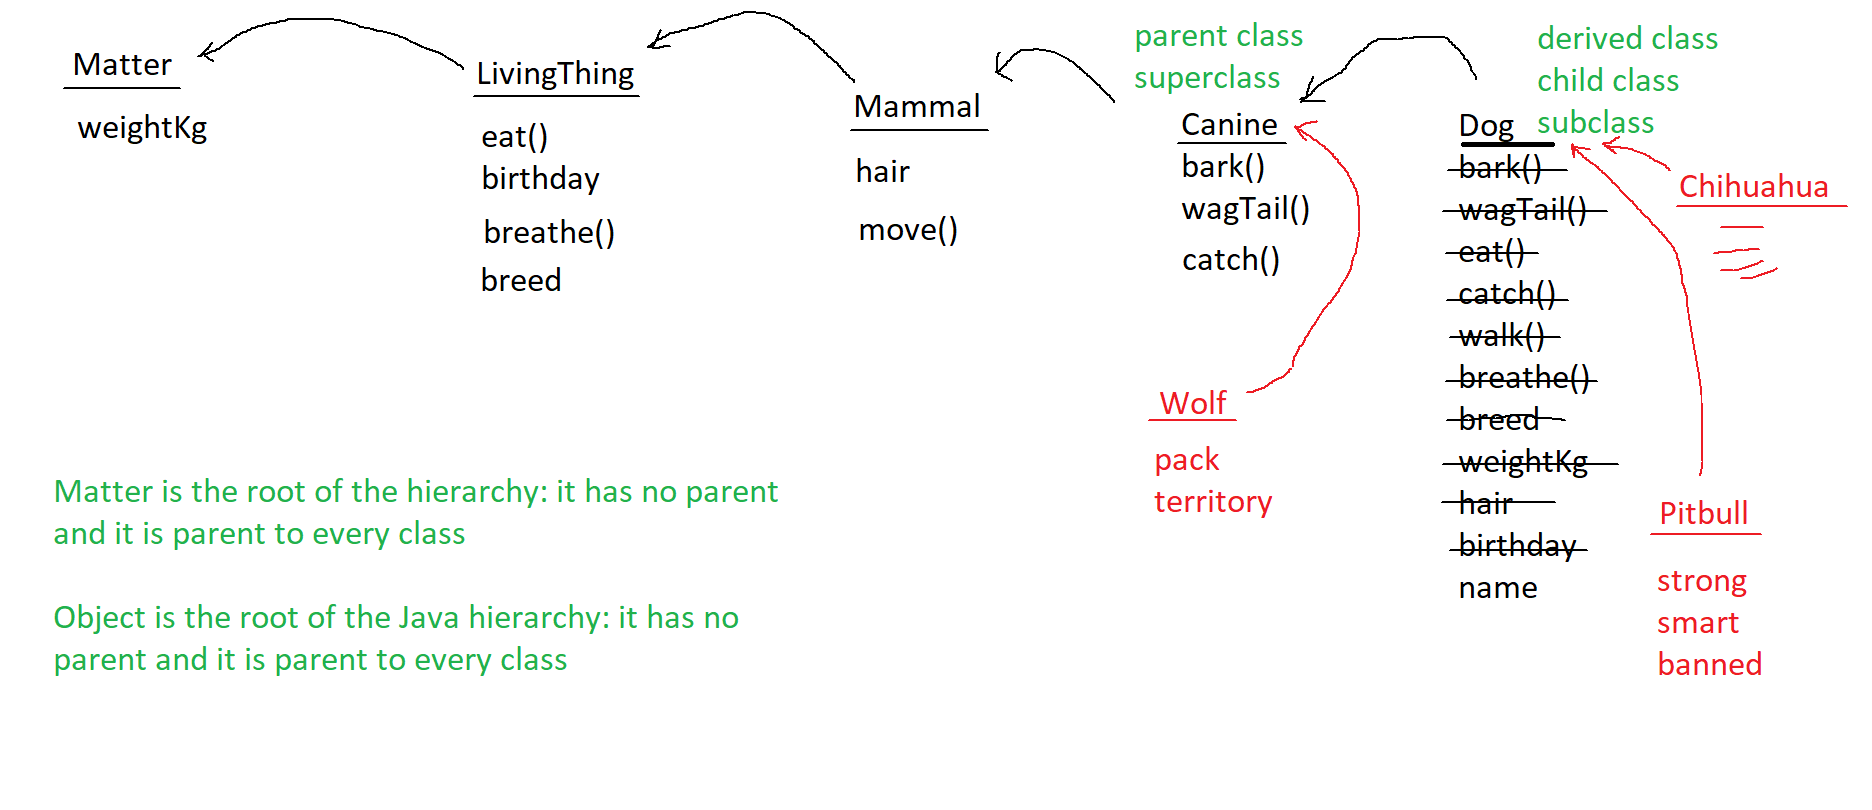 Matter
weightKg
LivingThing
eat()
birthday
breathe()
breed
Mammal
hair
move()
parent class
superclass
Canine
bark()
wagTail()
catch()
derived class
child class
subclass
Dog
bark()
wagTail()
eat()
catch()
walk()
breathe()
breed
weightKg
hair
birthday
name
Chihuahua
Wolf
pack
territory
Pitbull
strong
smart
banned
Matter is the root of the hierarchy: it has no parent
and it is parent to every class
Object is the root of the Java hierarchy: it has no
parent and it is parent to every class